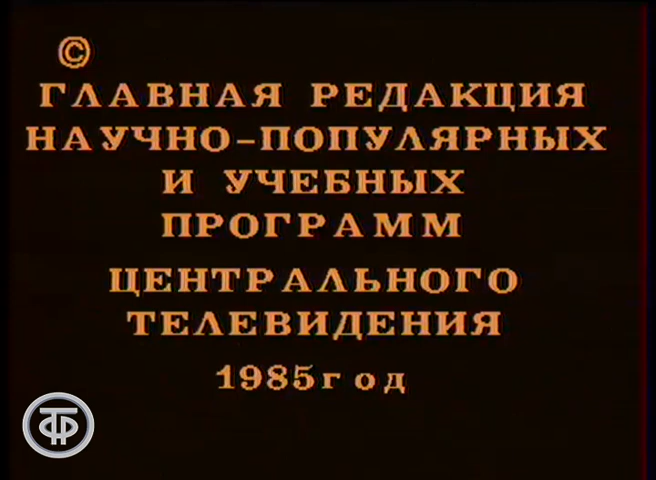 ©
ГЛАВНАЯ РЕДАКЦИЯ
НАУЧНО-ПОПУЛЯРНЫХ
И УЧЕБНЫХ
ПРОГРАММ
ЦЕНТРАЛЬНОГО
ТЕЛЕВИДЕНИЯ
1985 год